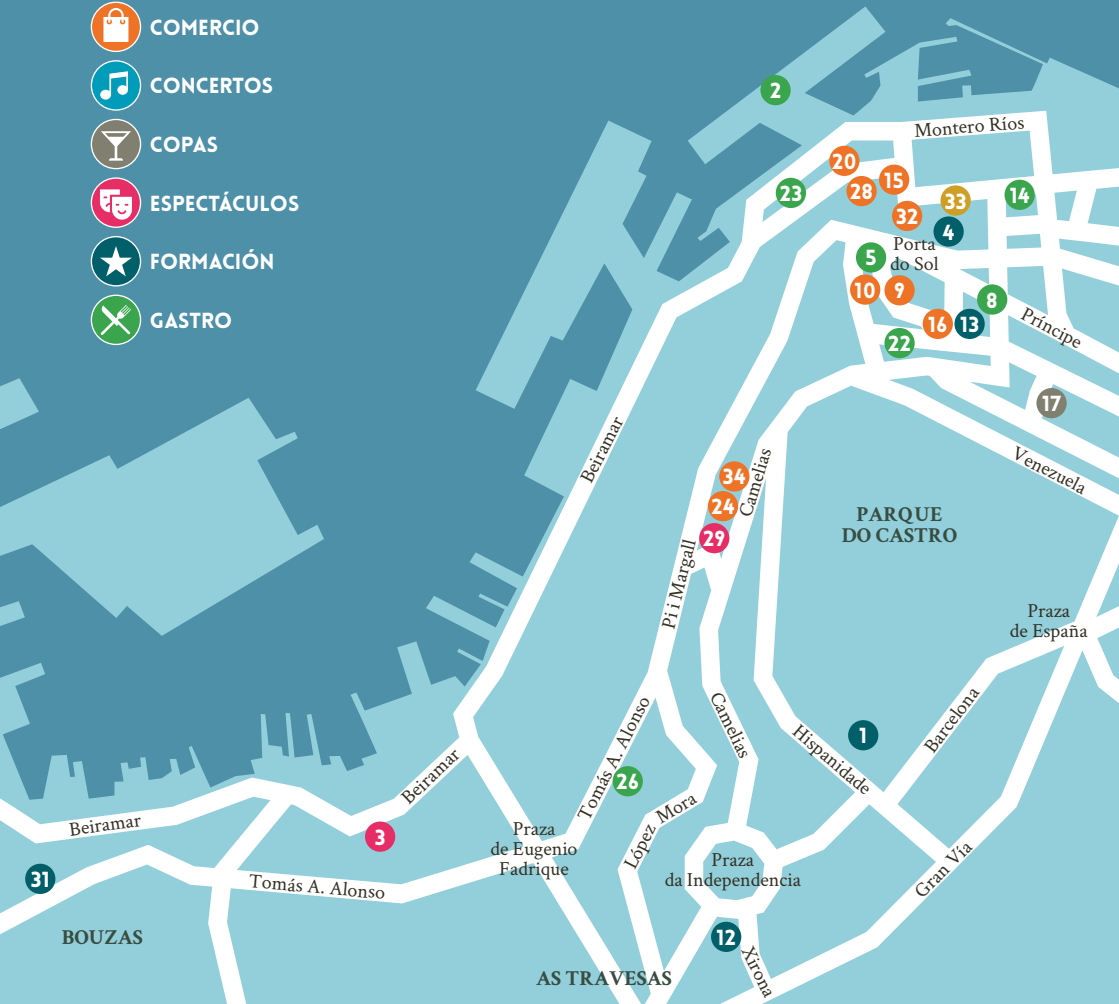 COMERCIO
CONCERTOS
COPAS
ESPECTÁCULOS
FORMACIÓN
GASTRO
2
Montero Ríos
20
15
28
23
33
14
32
4
Porta
do Sol
5
10
9
8
16
13
Príncipe
22
17
Beiramar
Venezuela
34
Camelias
24
29
PARQUE
DO CASTRO
Pi i Margall
Praza
de España
Camelias
Tomás A. Alonso
Hispanidade
1
Barcelona
26
Beiramar
López Mora
Beiramar
3
Praza
de Eugenio
Fadrique
Praza
da Independencia
Gran Vía
31
Tomás A. Alonso
BOUZAS
12
Xirona
AS TRAVESAS